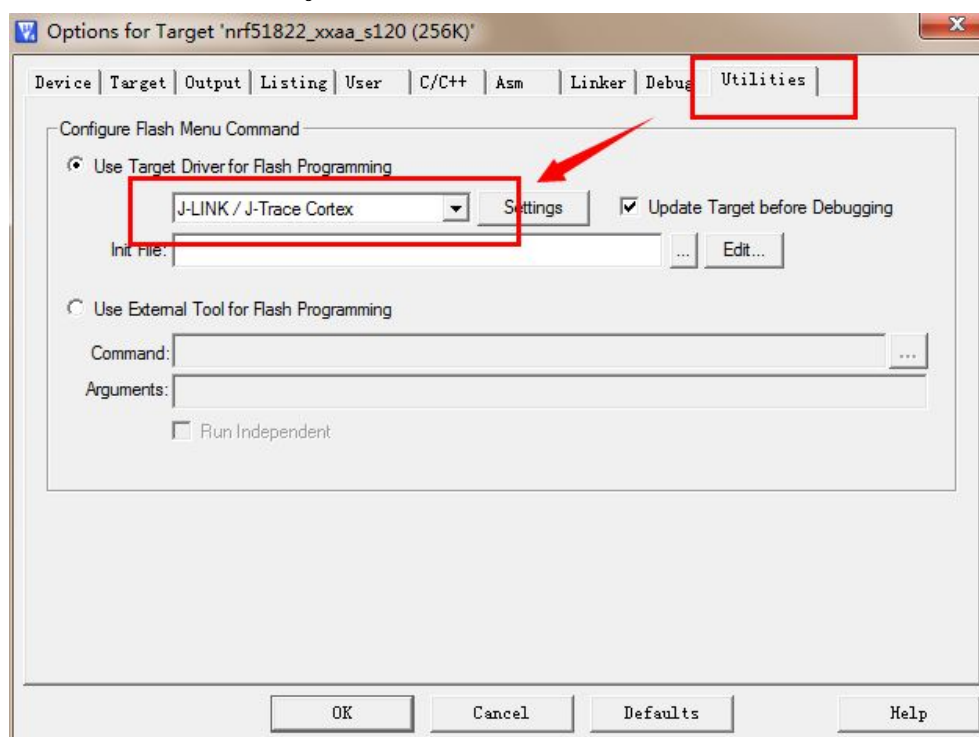 Options for Target 'nrf51822_xxaa_s120 (256K)'
Device Target Output Listing User C/C++ Asm Linker Debug Utilities
Configure Flash Menu Command
Use Target Driver for Flash Programming
J-LINK / J-Trace Cortex Settings Update Target before Debugging
Init File: ... Edit...
Use External Tool for Flash Programming
Command: ...
Arguments:
Run Independent
OK Cancel Defaults Help